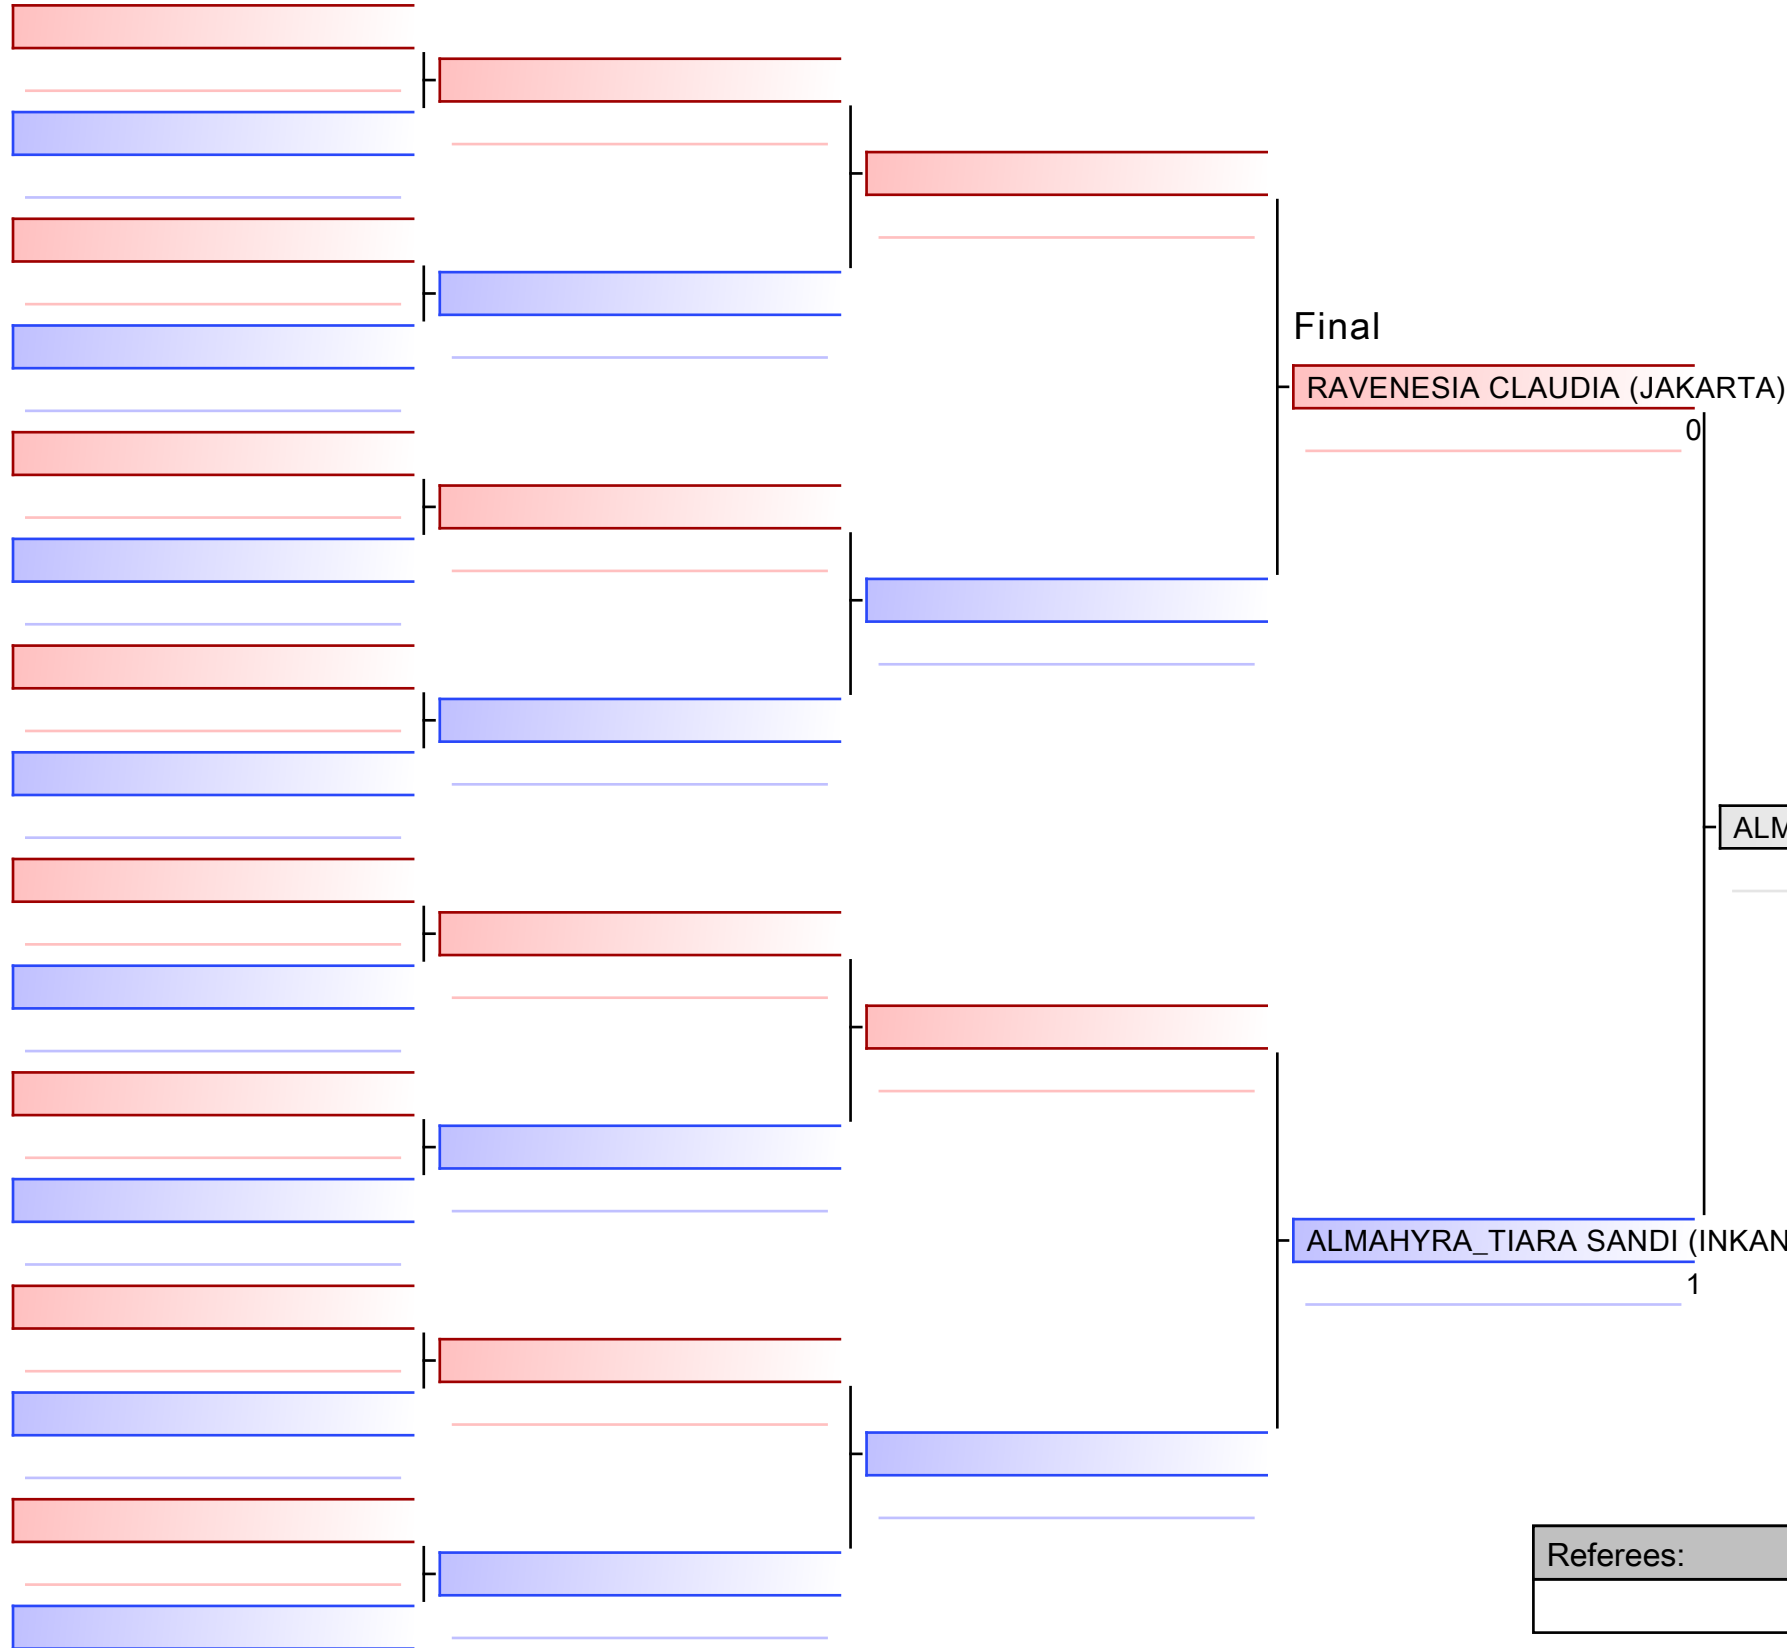 Final
RAVENESIA CLAUDIA (JAKARTA)
0
ALM
ALMAHYRA_TIARA SANDI (INKAN
1
Referees: